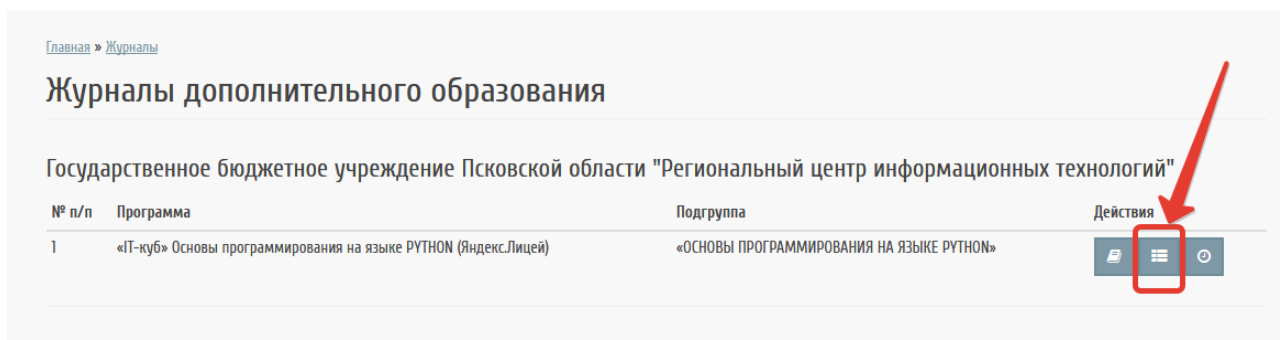 Главная » Журналы
Журналы дополнительного образования
Государственное бюджетное учреждение Псковской области "Региональный центр информационных технологий"
№ п/п Программа Подгруппа Действия
1 «IT-куб» Основы программирования на языке PYTHON (Яндекс.Лицей) «ОСНОВЫ ПРОГРАММИРОВАНИЯ НА ЯЗЫКЕ PYTHON»